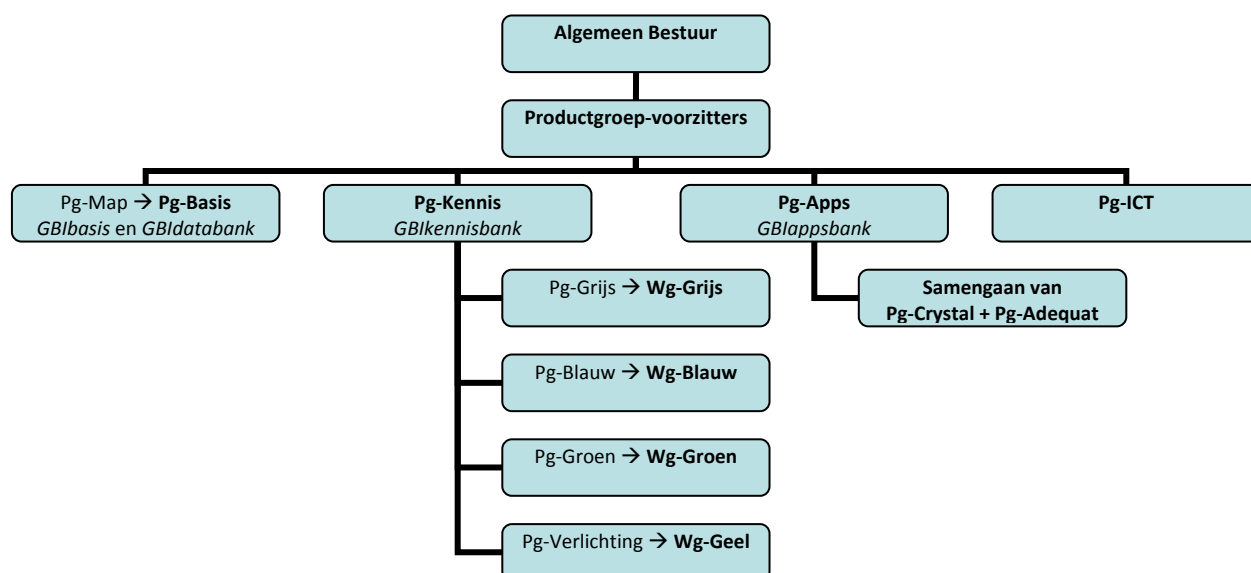 Algemeen Bestuur
Productgroep-voorzitters
Pg-Map → Pg-Basis
GBIbasis en GBIdatabank
Pg-Kennis
GBIkennisbank
Pg-Apps
GBIappsbank
Pg-ICT
Pg-Grijs → Wg-Grijs
Samengaan van
Pg-Crystal + Pg-Adequat
Pg-Blauw → Wg-Blauw
Pg-Groen → Wg-Groen
Pg-Verlichting → Wg-Geel